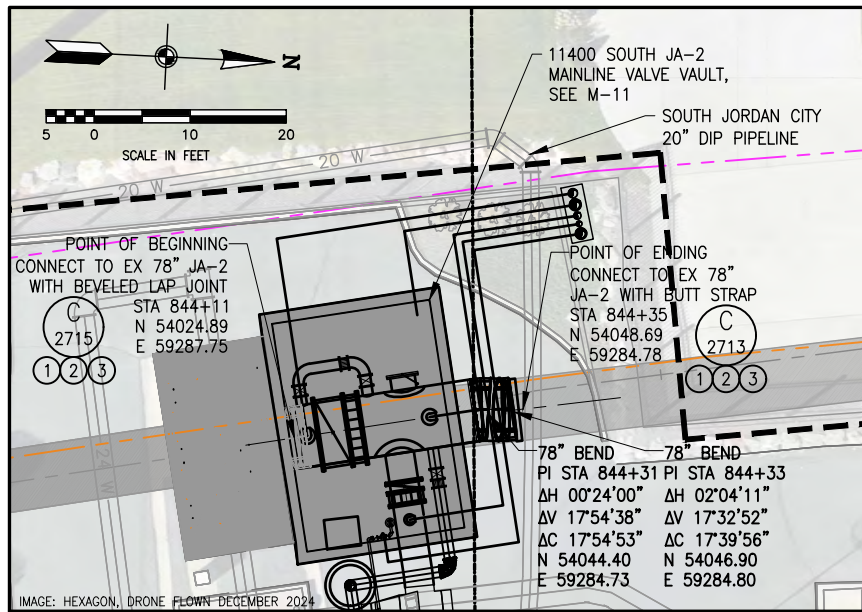 N
5 0 10 20
SCALE IN FEET
11400 SOUTH JA-2
MAINLINE VALVE VAULT,
SEE M-11
SOUTH JORDAN CITY
20" DIP PIPELINE
20 W
20 W
POINT OF BEGINNING
CONNECT TO EX 78" JA-2
WITH BEVELED LAP JOINT
STA 844+11
N 54024.89
E 59287.75
C
2715
1 2 3
POINT OF ENDING
CONNECT TO EX 78"
JA-2 WITH BUTT STRAP
STA 844+35
N 54048.69
E 59284.78
C
2713
1 2 3
24 W
78" BEND
PI STA 844+31
ΔH 00°24'00"
ΔV 17°54'38"
ΔC 17°54'53"
N 54044.40
E 59284.73
78" BEND
PI STA 844+33
ΔH 02°04'11"
ΔV 17°32'52"
ΔC 17°39'56"
N 54046.90
E 59284.80
IMAGE: HEXAGON, DRONE FLOWN DECEMBER 2024